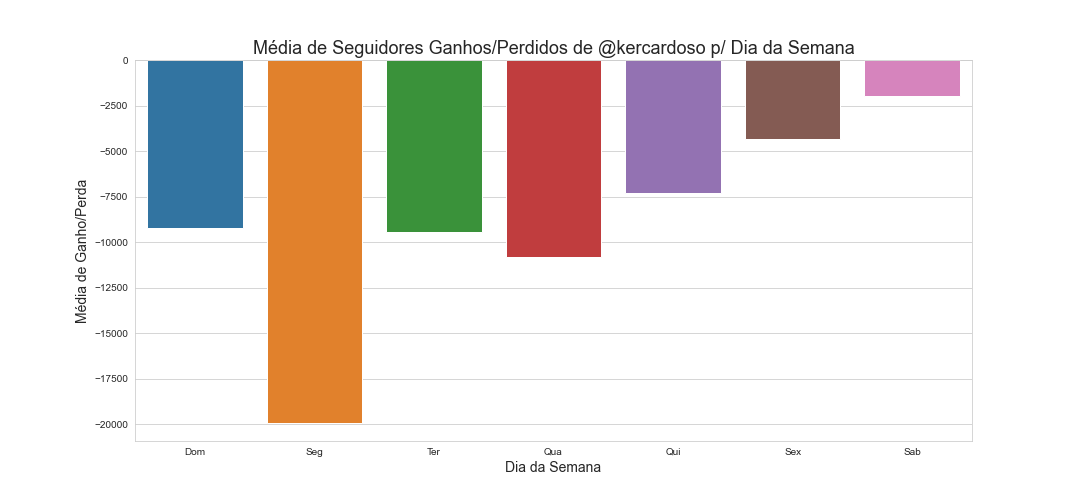 Média de Seguidores Ganhos/Perdidos de @kercardoso p/ Dia da Semana
Média de Ganho/Perda
0
−2500
−5000
−7500
−10000
−12500
−15000
−17500
−20000
Dom Seg Ter Qua Qui Sex Sab
Dia da Semana